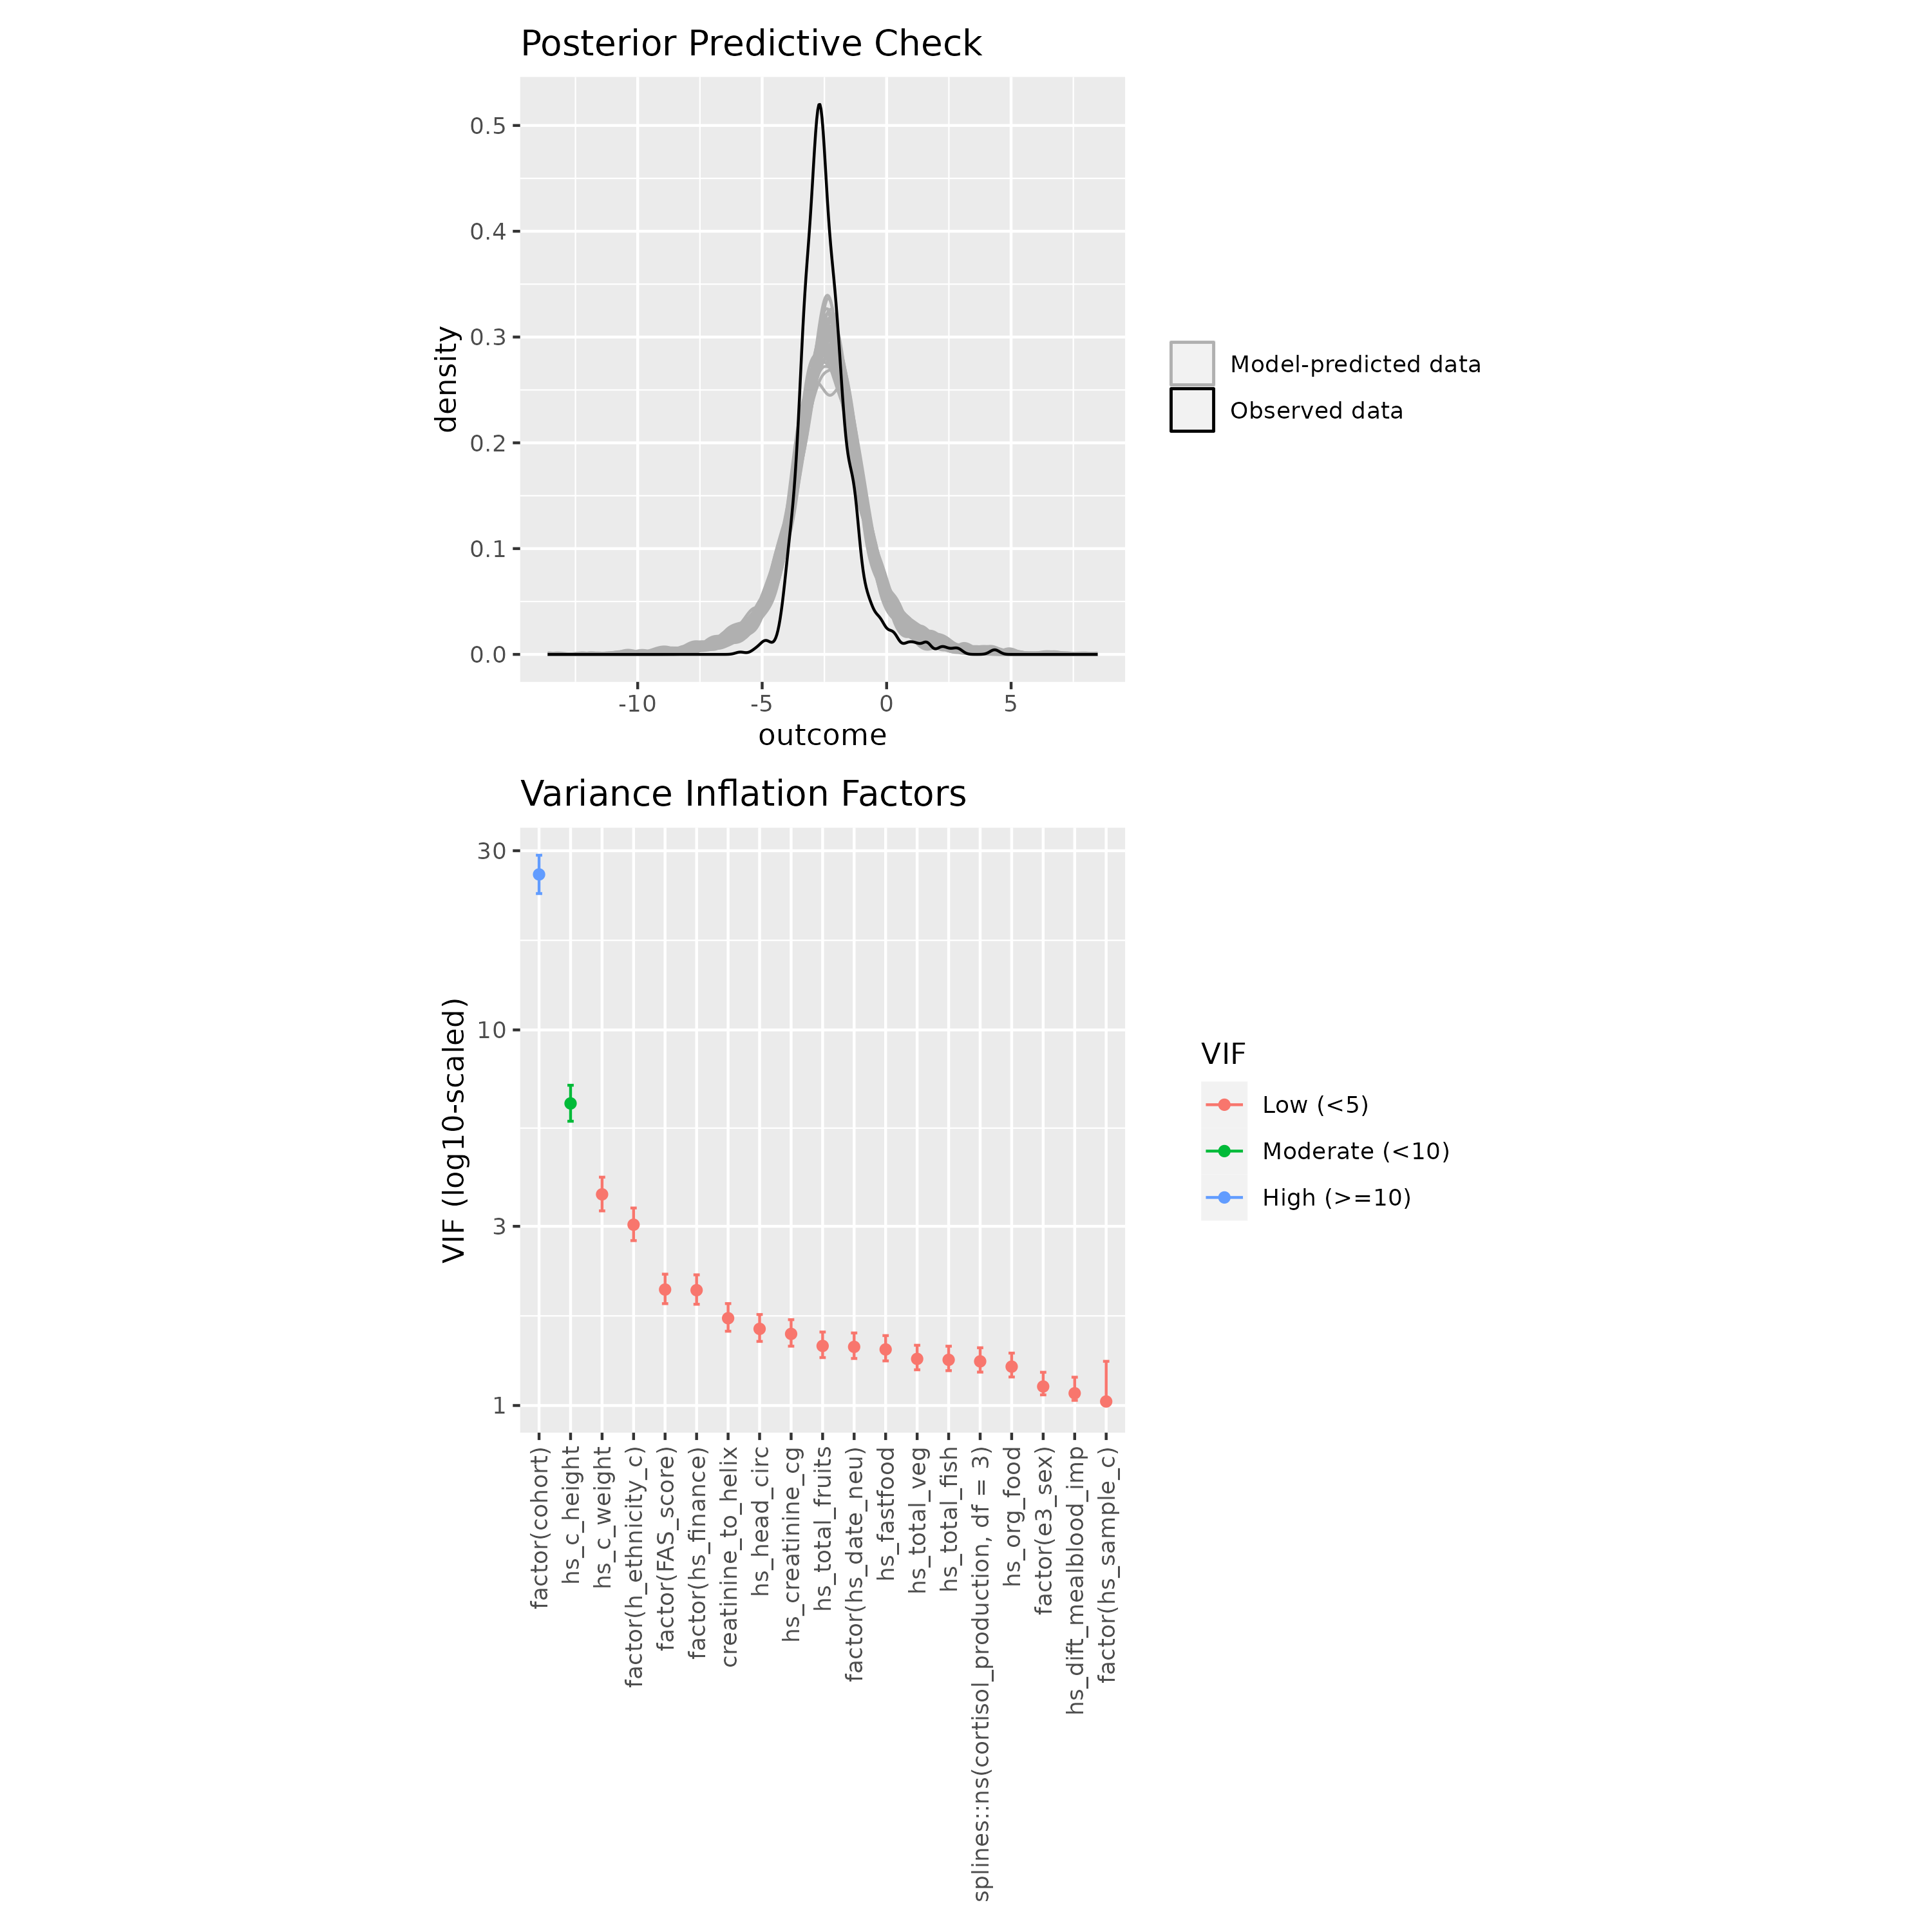 Posterior Predictive Check
density
0.5
0.4
0.3
0.2
0.1
0.0
-10 -5 0 5
outcome
Model-predicted data
Observed data
Variance Inflation Factors
VIF (log10-scaled)
30
10
3
1
factor(cohort)
hs_c_height
hs_c_weight
factor(h_ethnicity_c)
factor(FAS_score)
factor(hs_finance)
creatinine_to_helix
hs_head_circ
hs_creatinine_cg
hs_total_fruits
factor(hs_date_neu)
hs_fastfood
hs_total_veg
hs_total_fish
splines::ns(cortisol_production, df = 3)
hs_org_food
factor(e3_sex)
hs_dift_mealblood_imp
factor(hs_sample_c)
VIF
Low (<5)
Moderate (<10)
High (>=10)